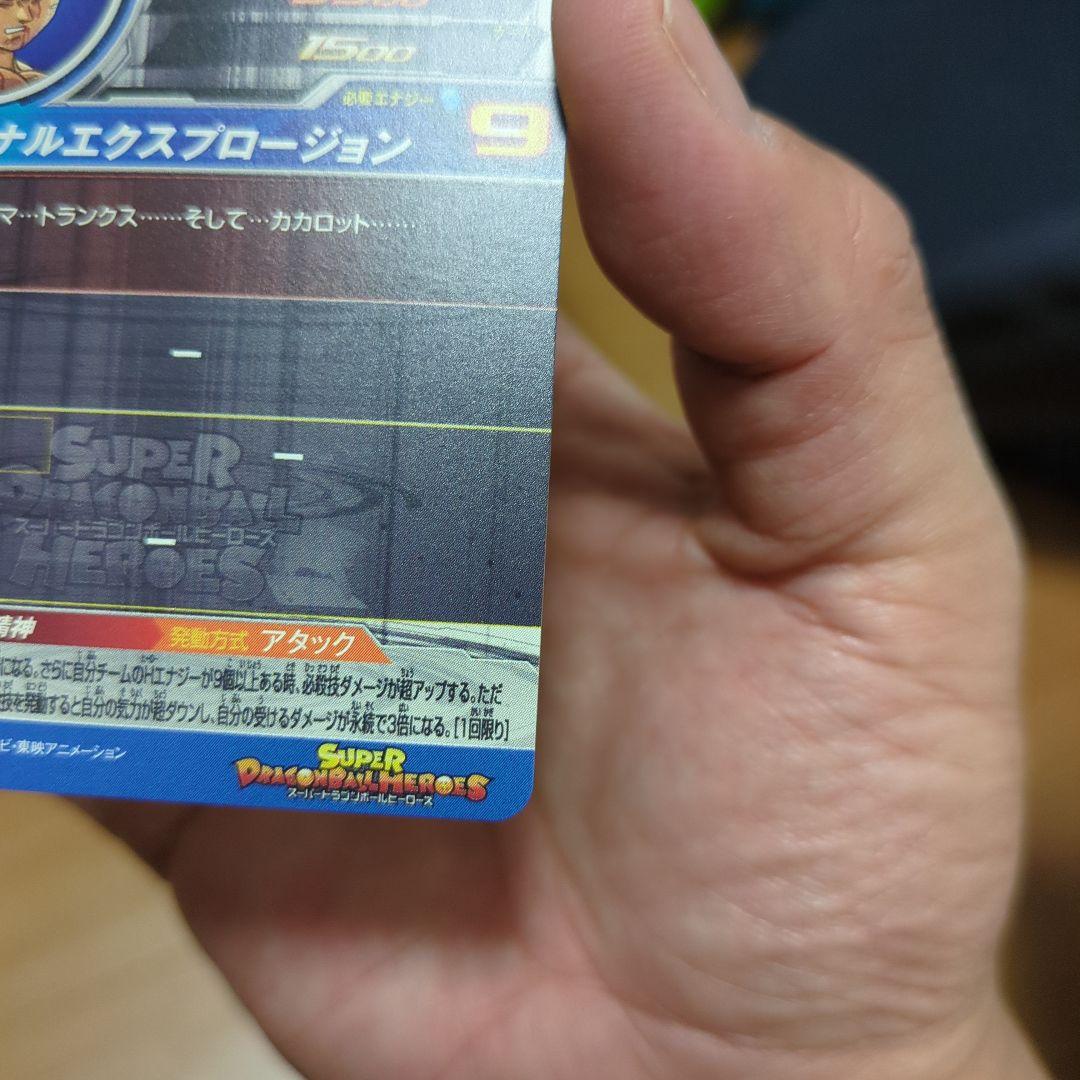 1500
必要エナジー
9
ナルエクスプロージョン
マ…トランクス……そして…カカロット……
ー
ー
SUPER
DRAGONBALL
スーパードラゴンボールヒーローズ
ー
HEROES
精神 発動方式 アタック
になる。さらに自分チームのHエナジーが9個以上ある時、必殺技ダメージが超アップする。ただ
技を発動すると自分の気力が超ダウンし、自分の受けるダメージが永続で3倍になる。[1回限り]
ビ・東映アニメーション
SUPER
DRAGONBALL HEROES
スーパードラゴンボールヒーローズ